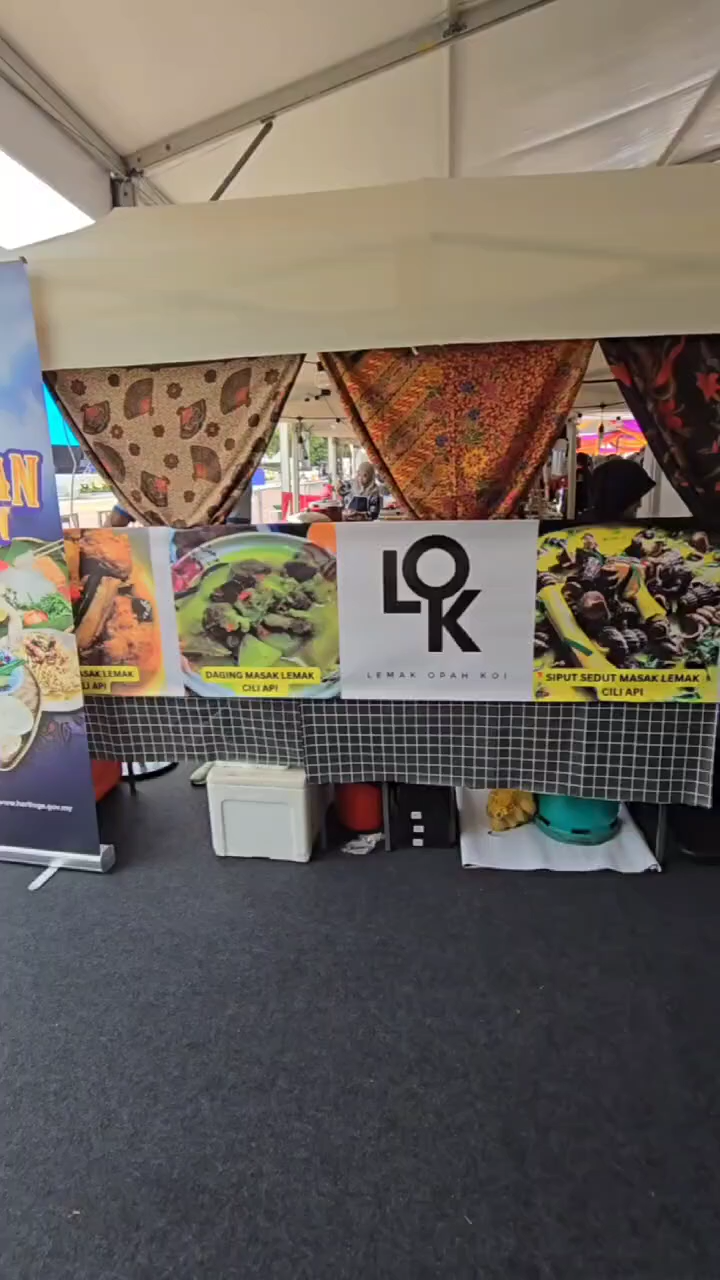 AN
www.heritage.gov.my
ASAK LEMAK
LI API
DAGING MASAK LEMAK
CILI API
LOK
LEMAK OPAH KOI
SIPUT SEDUT MASAK LEMAK
CILI API